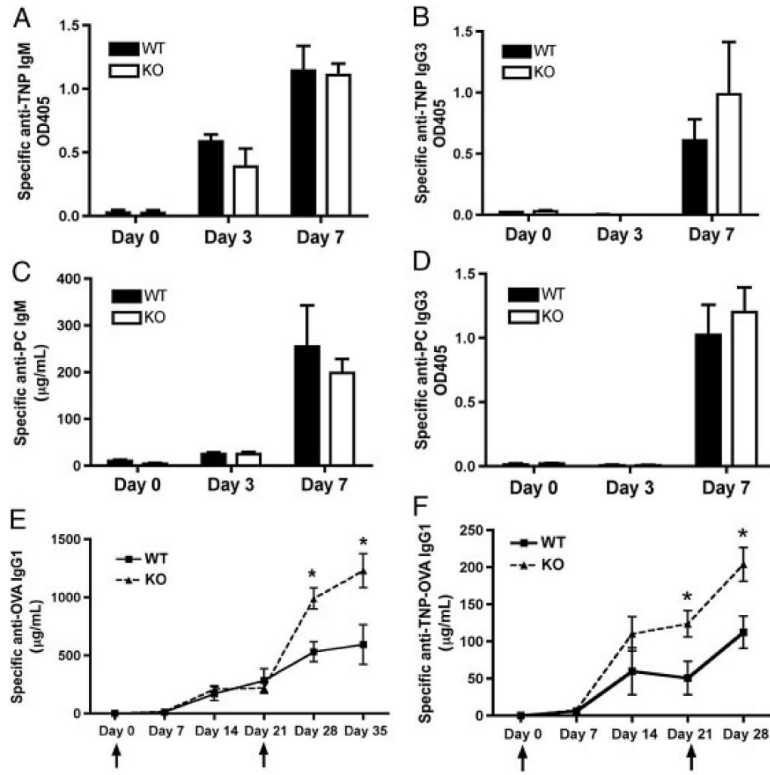 A
Specific anti-TNP IgM
OD405
1.5
1.0
0.5
0.0
WT
KO
Day 0 Day 3 Day 7
B
Specific anti-TNP IgG3
OD405
1.5
1.0
0.5
0.0
WT
KO
Day 0 Day 3 Day 7
C
Specific anti-PC IgM
(µg/mL)
400
300
200
100
0
WT
KO
Day 0 Day 3 Day 7
D
Specific anti-PC IgG3
OD405
1.5
1.0
0.5
0.0
WT
KO
Day 0 Day 3 Day 7
E
Specific anti-OVA IgG1
(µg/mL)
1500
1000
500
0
WT
KO
*
*
Day 0 Day 7 Day 14 Day 21 Day 28 Day 35
F
Specific anti-TNP-OVA IgG1
(µg/mL)
250
200
150
100
50
0
WT
KO
*
*
Day 0 Day 7 Day 14 Day 21 Day 28